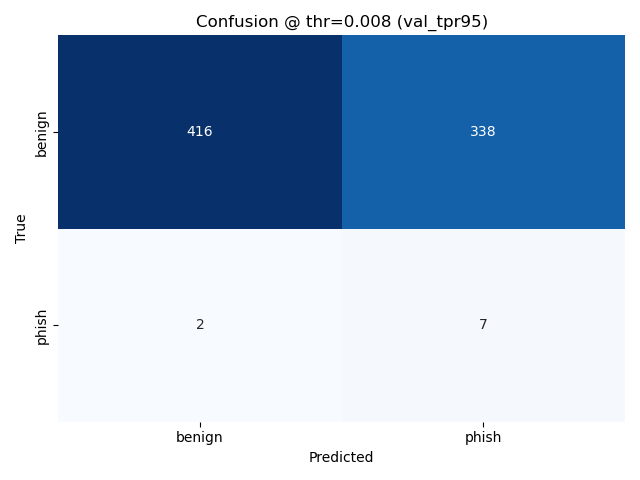 Confusion @ thr=0.008 (val_tpr95)
True
benign
416
338
phish
2
7
benign
phish
Predicted